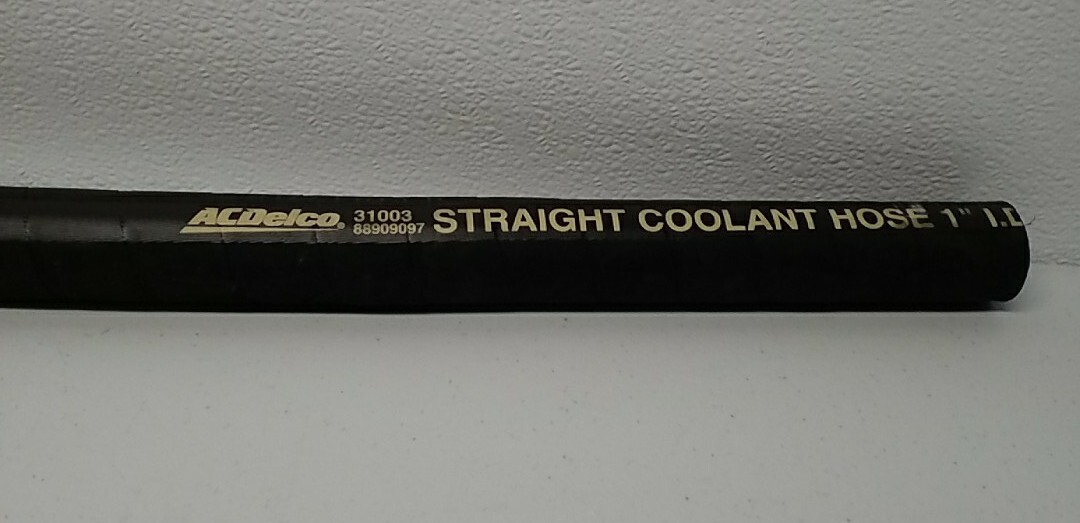 ACDelco. 31003 STRAIGHT COOLANT HOSE 1" I.D
88909097